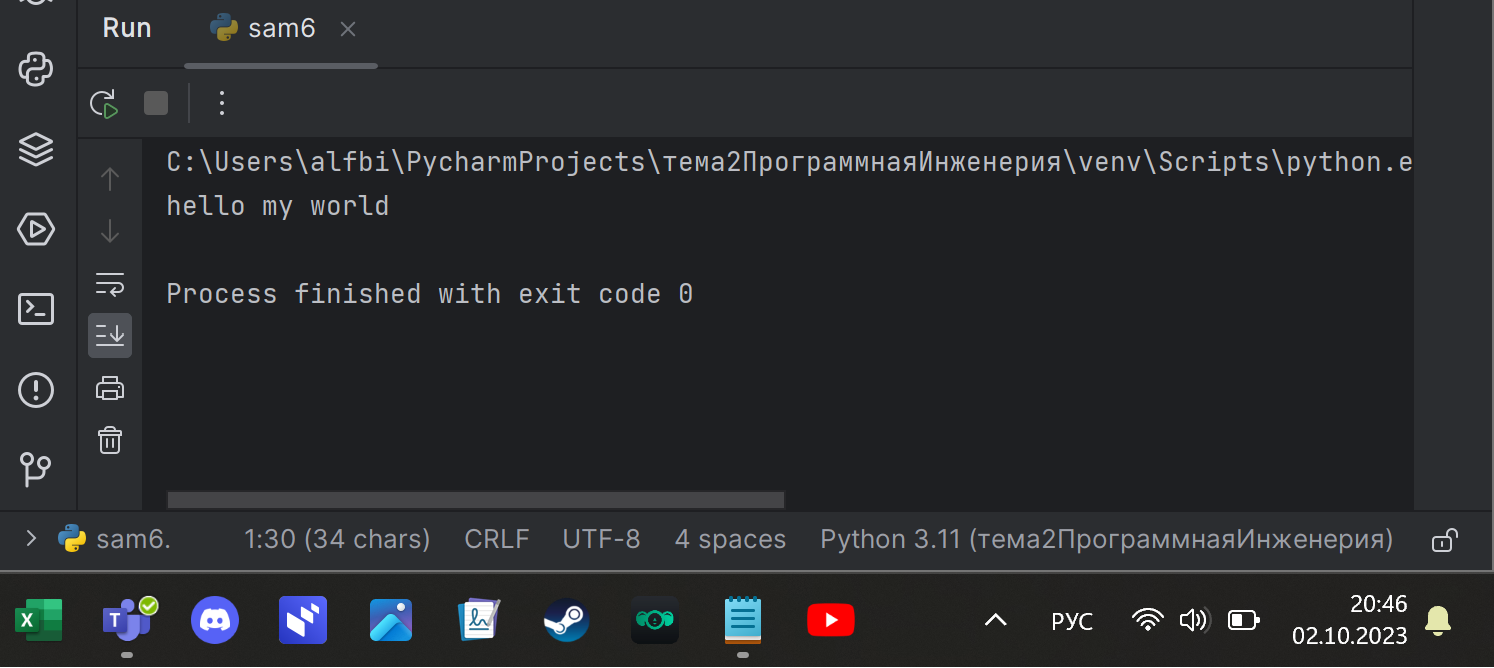 Run sam6
C:\Users\alfbi\PycharmProjects\тема2ПрограммнаяИнженерия\venv\Scripts\python.e
hello my world
Process finished with exit code 0
sam6. 1:30 (34 chars) CRLF UTF-8 4 spaces Python 3.11 (тема2ПрограммнаяИнженерия)
РУС
20:46
02.10.2023